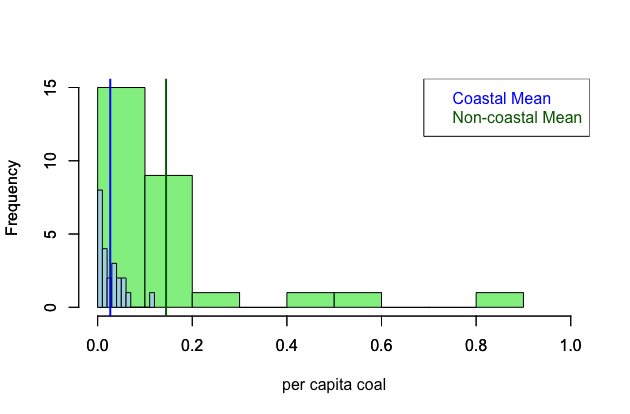 Coastal Mean
Non-coastal Mean
Frequency
15
10
5
0
0.0 0.2 0.4 0.6 0.8 1.0
per capita coal